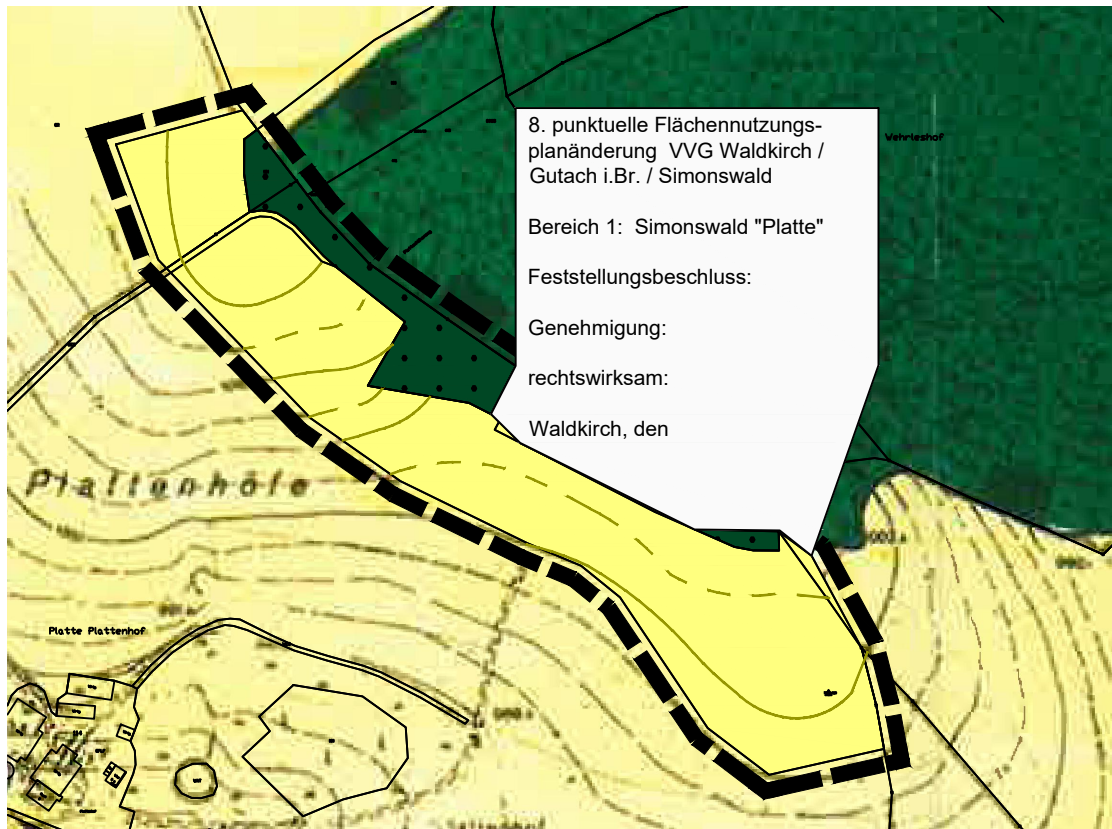 8. punktuelle Flächennutzungs-
planänderung VVG Waldkirch /
Gutach i.Br. / Simonswald
Bereich 1: Simonswald "Platte"
Feststellungsbeschluss:
Genehmigung:
rechtswirksam:
Waldkirch, den
Wehrleshof
Plattenhöfe
Platte Plattenhof